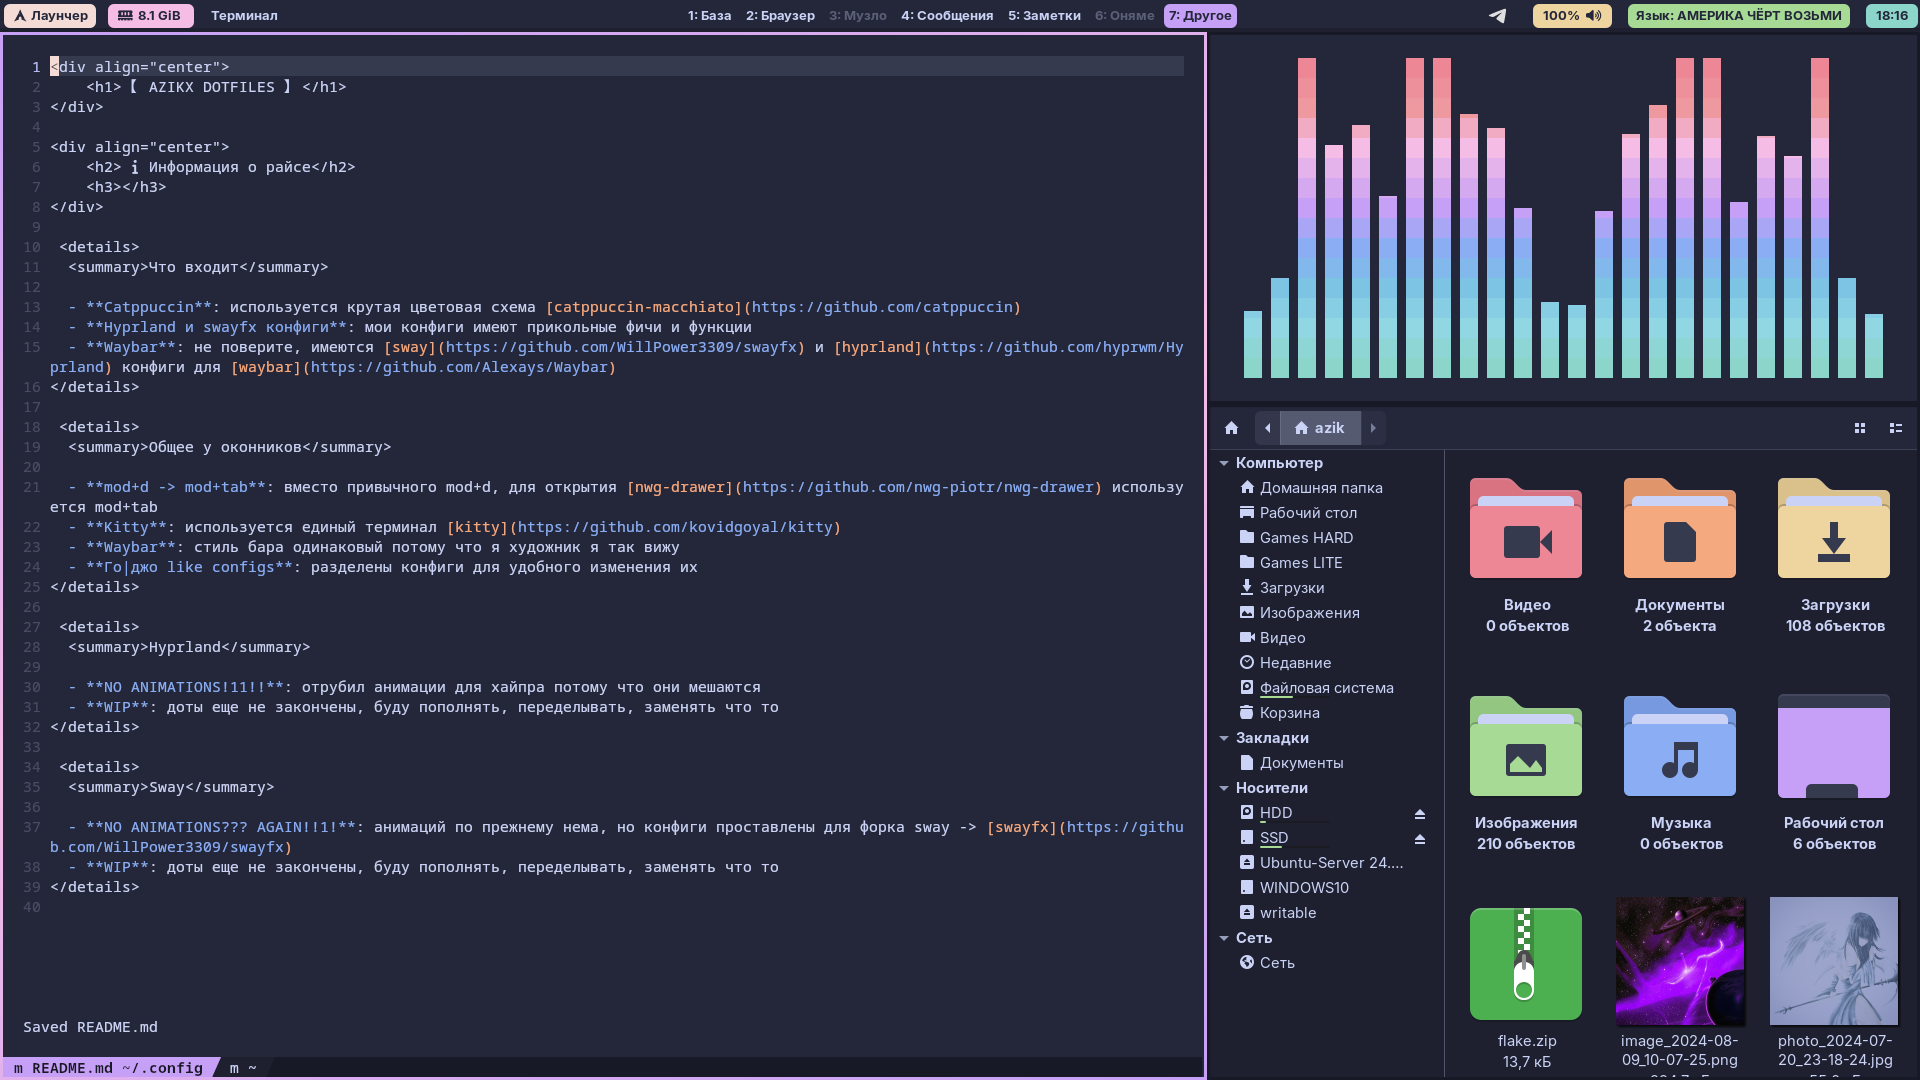 Лаунчер
8.1 GiB
Терминал
1: База 2: Браузер 3: Музло 4: Сообщения 5: Заметки 6: Оняме 7: Другое
100%
Язык: АМЕРИКА ЧЁРТ ВОЗЬМИ
18:16
1 <div align="center">
2 <h1>【 AZIKX DOTFILES 】</h1>
3 </div>
4
5 <div align="center">
6 <h2> i Информация о райсе</h2>
7 <h3></h3>
8 </div>
9
10 <details>
11 <summary>Что входит</summary>
12
13 - **Catppuccin**: используется крутая цветовая схема [catppuccin-macchiato](https://github.com/catppuccin)
14 - **Hyprland и swayfx конфиги**: мои конфиги имеют прикольные фичи и функции
15 - **Waybar**: не поверите, имеются [sway](https://github.com/WillPower3309/swayfx) и [hyprland](https://github.com/hyprwm/Hy
prland) конфиги для [waybar](https://github.com/Alexays/Waybar)
16 </details>
17
18 <details>
19 <summary>Общее у оконников</summary>
20
21 - **mod+d -> mod+tab**: вместо привычного mod+d, для открытия [nwg-drawer](https://github.com/nwg-piotr/nwg-drawer) использу
ется mod+tab
22 - **Kitty**: используется единый терминал [kitty](https://github.com/kovidgoyal/kitty)
23 - **Waybar**: стиль бара одинаковый потому что я художник я так вижу
24 - **Го|джо like configs**: разделены конфиги для удобного изменения их
25 </details>
26
27 <details>
28 <summary>Hyprland</summary>
29
30 - **NO ANIMATIONS!11!!**: отрубил анимации для хайпра потому что они мешаются
31 - **WIP**: доты еще не закончены, буду пополнять, переделывать, заменять что то
32 </details>
33
34 <details>
35 <summary>Sway</summary>
36
37 - **NO ANIMATIONS??? AGAIN!!1!**: анимаций по прежнему нема, но конфиги проставлены для форка sway -> [swayfx](https://githu
b.com/WillPower3309/swayfx)
38 - **WIP**: доты еще не закончены, буду пополнять, переделывать, заменять что то
39 </details>
40
Saved README.md
m README.md ~/.config m ~
azik
Компьютер
Домашняя папка
Рабочий стол
Games HARD
Games LITE
Загрузки
Изображения
Видео
Недавние
Файловая система
Корзина
Закладки
Документы
Носители
HDD
SSD
Ubuntu-Server 24....
WINDOWS10
writable
Сеть
Сеть
Видео
0 объектов
Документы
2 объекта
Загрузки
108 объектов
Изображения
210 объектов
Музыка
0 объектов
Рабочий стол
6 объектов
flake.zip
13,7 кБ
image_2024-08-
09_10-07-25.png
photo_2024-07-
20_23-18-24.jpg